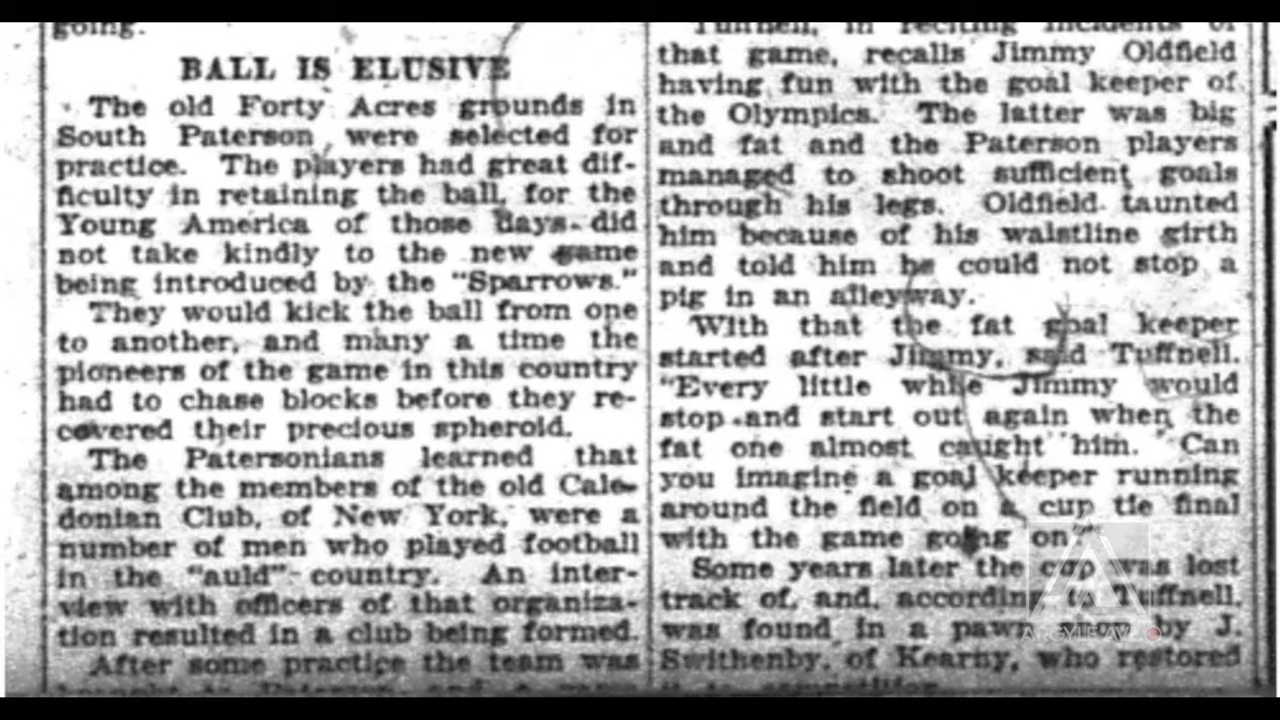 going.
BALL IS ELUSIVE
The old Forty Acres grounds in
South Paterson were selected for
practice. The players had great dif-
ficulty in retaining the ball, for the
Young America of those days did
not take kindly to the new game
being introduced by the "Sparrows."
They would kick the ball from one
to another, and many a time the
pioneers of the game in this country
had to chase blocks before they re-
covered their precious spheroid.
The Patersonians learned that
among the members of the old Cale-
donian Club, of New York, were a
number of men who played football
in the "auld" country. An inter-
view with officers of that organiza-
tion resulted in a club being formed.
After some practice the team was
Tuffnell, in reciting incidents of
that game, recalls Jimmy Oldfield
having fun with the goal keeper of
the Olympics. The latter was big
and fat and the Paterson players
managed to shoot sufficient goals
through his legs. Oldfield taunted
him because of his waistline girth
and told him he could not stop a
pig in an alleyway.
With that the fat goal keeper
started after Jimmy, said Tuffnell.
"Every little while Jimmy would
stop and start out again when the
fat one almost caught him. Can
you imagine a goal keeper running
around the field on a cup tie final
with the game going on?"
Some years later the cup was lost
track of, and, according to Tuffnell,
was found in a pawn by J.
Swithenby, of Kearny, who restored
ARGYLE AV